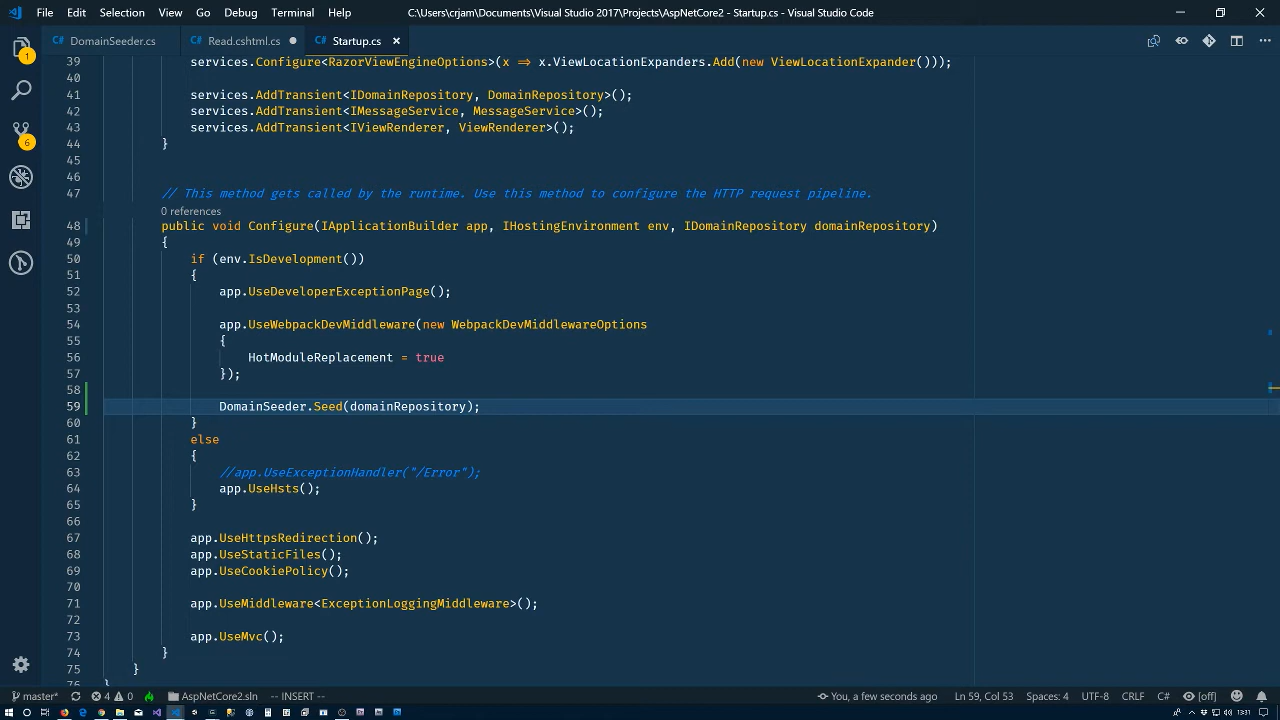 File Edit Selection View Go Debug Terminal Help C:\Users\crjam\Documents\Visual Studio 2017\Projects\AspNetCore2 - Startup.cs - Visual Studio Code
C# DomainSeeder.cs C# Read.cshtml.cs C# Startup.cs
1
6
39 services.Configure<RazorViewEngineOptions>(x => x.ViewLocationExpanders.Add(new ViewLocationExpander()));
40
41 services.AddTransient<IDomainRepository, DomainRepository>();
42 services.AddTransient<IMessageService, MessageService>();
43 services.AddTransient<IViewRenderer, ViewRenderer>();
44 }
45
46
47 // This method gets called by the runtime. Use this method to configure the HTTP request pipeline.
0 references
48 public void Configure(IApplicationBuilder app, IHostingEnvironment env, IDomainRepository domainRepository)
49 {
50 if (env.IsDevelopment())
51 {
52 app.UseDeveloperExceptionPage();
53
54 app.UseWebpackDevMiddleware(new WebpackDevMiddlewareOptions
55 {
56 HotModuleReplacement = true
57 });
58
59 DomainSeeder.Seed(domainRepository);
60 }
61 else
62 {
63 //app.UseExceptionHandler("/Error");
64 app.UseHsts();
65 }
66
67 app.UseHttpsRedirection();
68 app.UseStaticFiles();
69 app.UseCookiePolicy();
70
71 app.UseMiddleware<ExceptionLoggingMiddleware>();
72
73 app.UseMvc();
74 }
75 }
master* 4 0 AspNetCore2.sln -- INSERT -- You, a few seconds ago Ln 59, Col 53 Spaces: 4 UTF-8 CRLF C# [off]
13:31